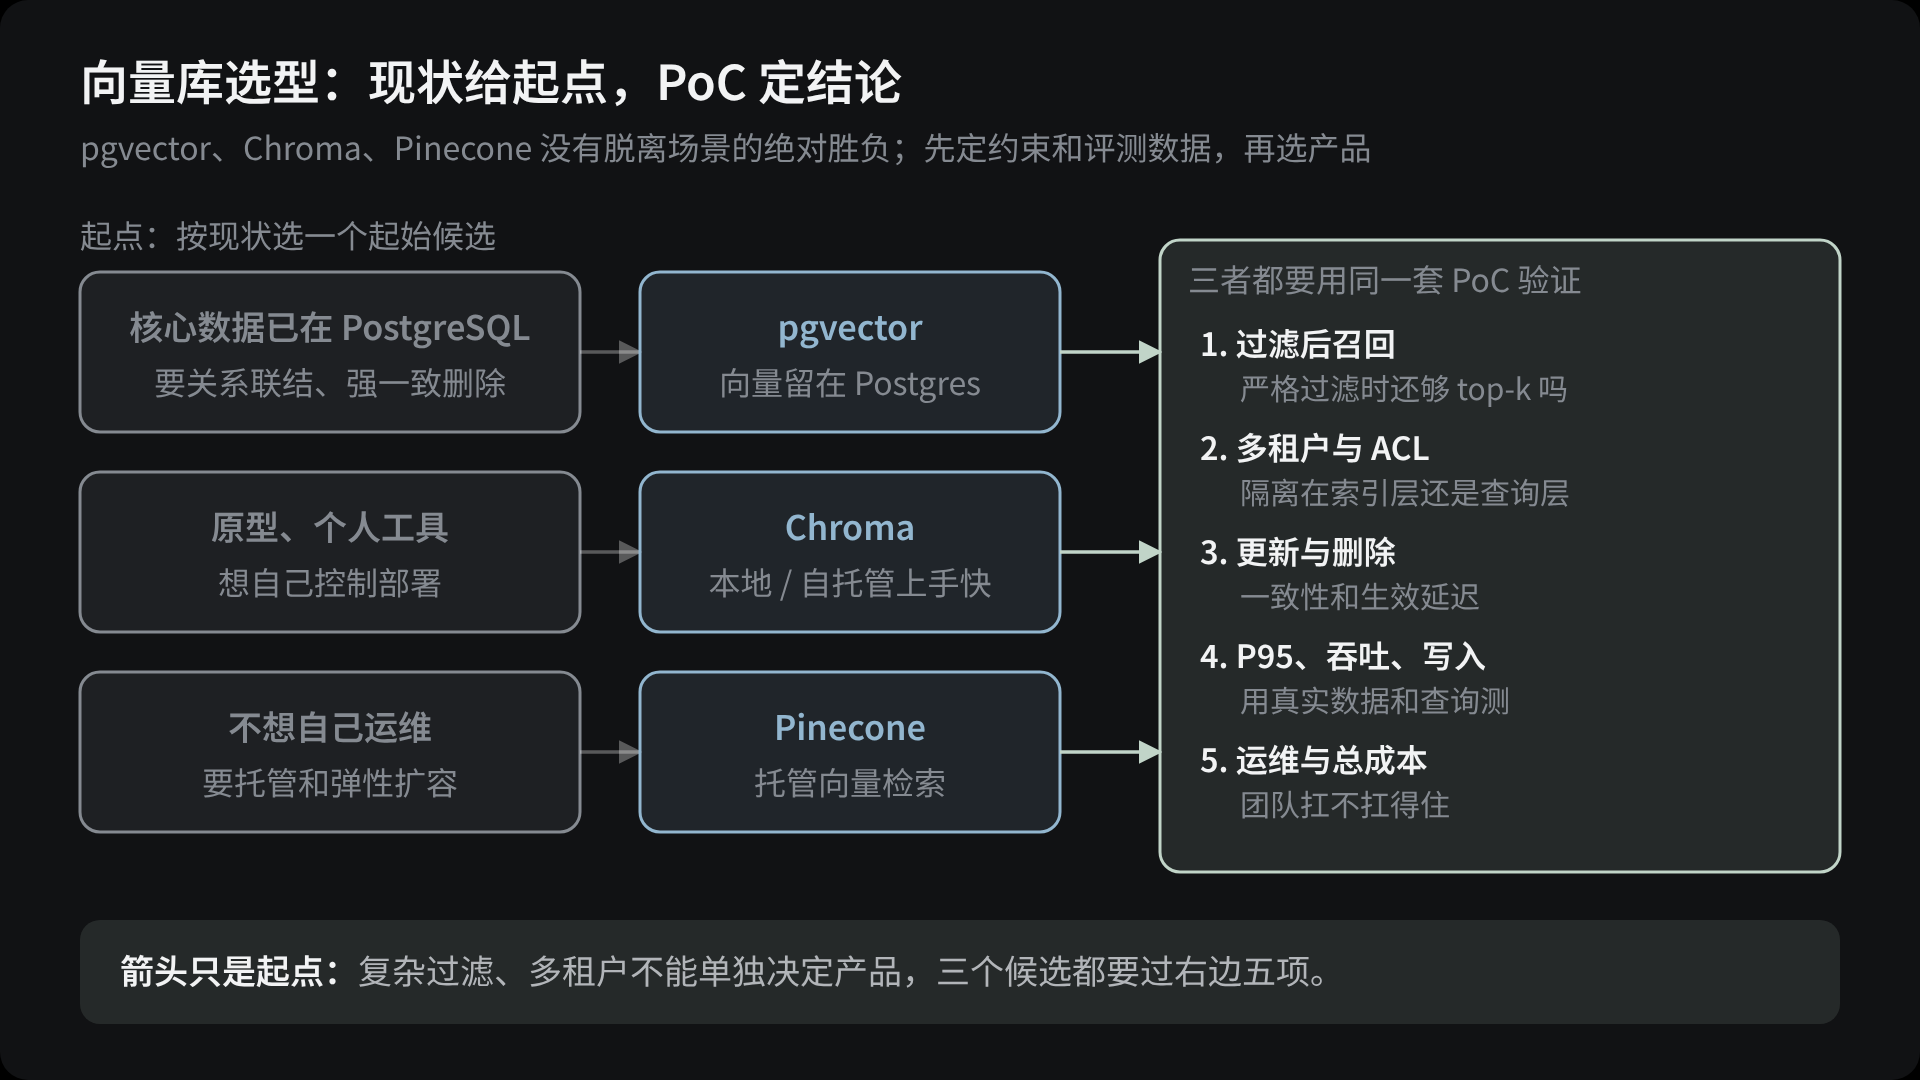 向量库选型：现状给起点，PoC 定结论
pgvector、Chroma、Pinecone 没有脱离场景的绝对胜负；先定约束和评测数据，再选产品
起点：按现状选一个起始候选
核心数据已在 PostgreSQL
要关系联结、强一致删除
pgvector
向量留在 Postgres
原型、个人工具
想自己控制部署
Chroma
本地 / 自托管上手快
不想自己运维
要托管和弹性扩容
Pinecone
托管向量检索
三者都要用同一套 PoC 验证
1. 过滤后召回
严格过滤时还够 top-k 吗
2. 多租户与 ACL
隔离在索引层还是查询层
3. 更新与删除
一致性和生效延迟
4. P95、吞吐、写入
用真实数据和查询测
5. 运维与总成本
团队扛不扛得住
箭头只是起点：复杂过滤、多租户不能单独决定产品，三个候选都要过右边五项。